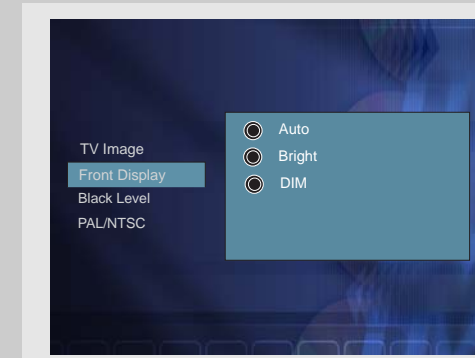 TV Image
Front Display
Black Level
PAL/NTSC
Auto
Bright
DIM